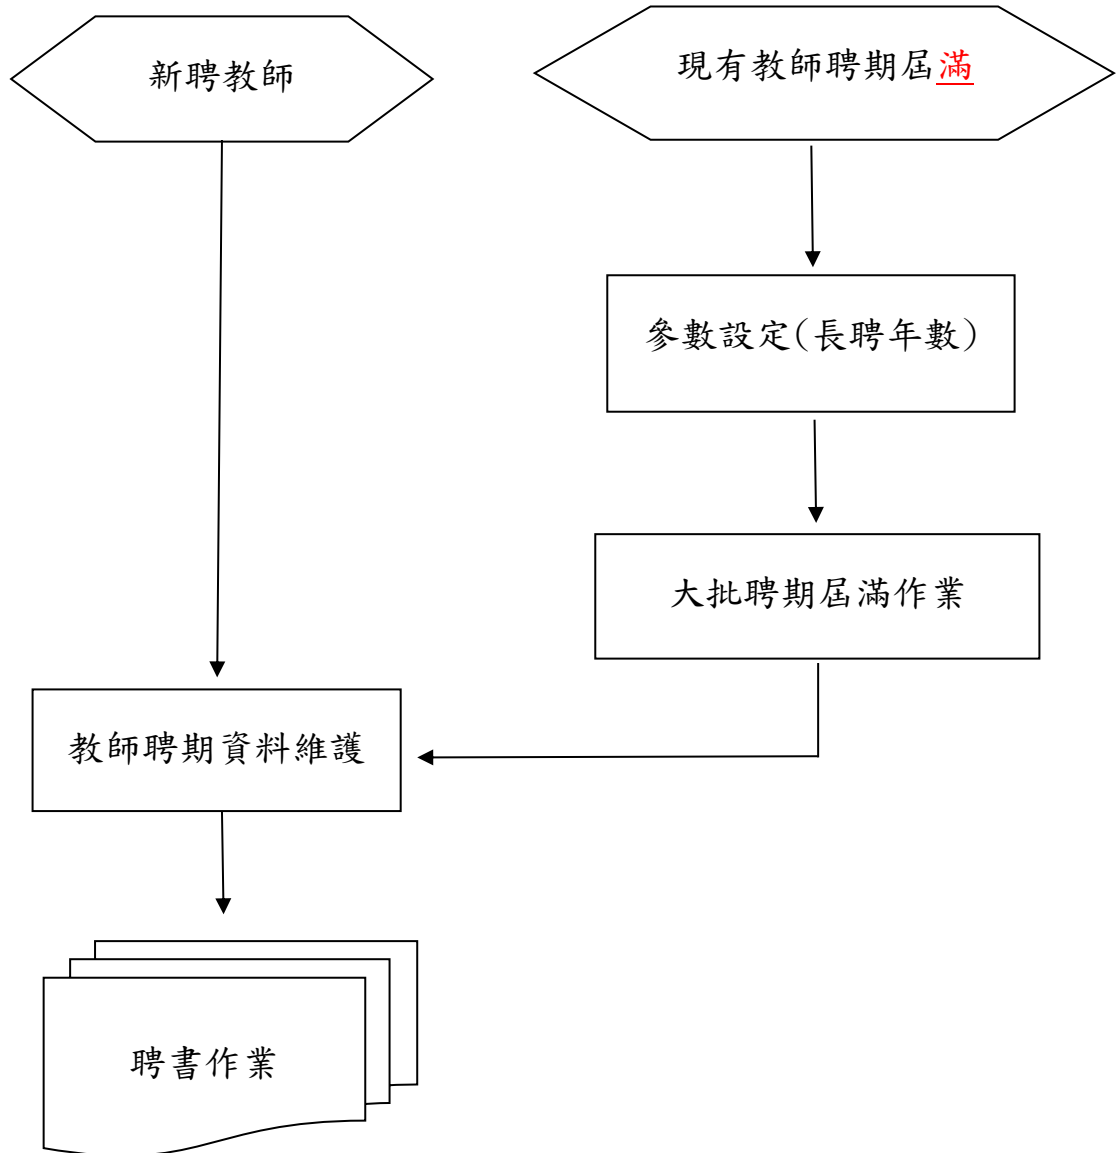 新聘教師
現有教師聘期屆滿
參數設定(長聘年數)
大批聘期屆滿作業
教師聘期資料維護
聘書作業